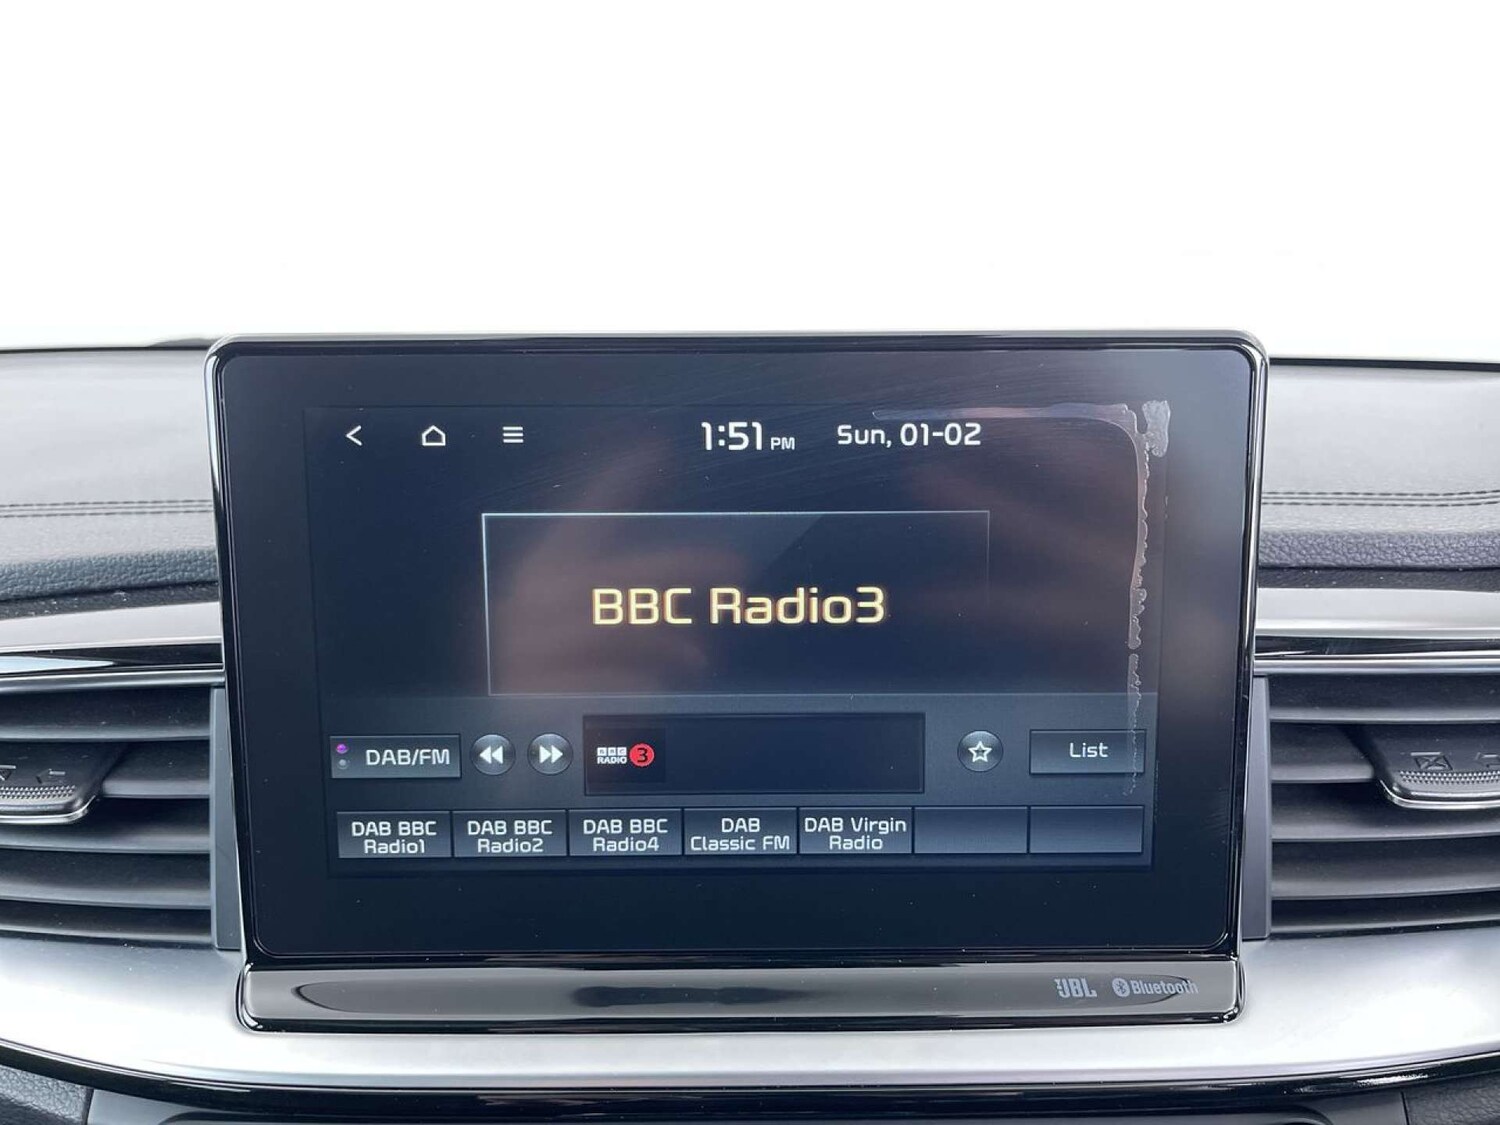 1:51 PM Sun, 01-02
BBC Radio3
DAB/FM
BBC
RADIO 3
List
DAB BBC
Radio1
DAB BBC
Radio2
DAB BBC
Radio4
DAB
Classic FM
DAB Virgin
Radio
JBL Bluetooth